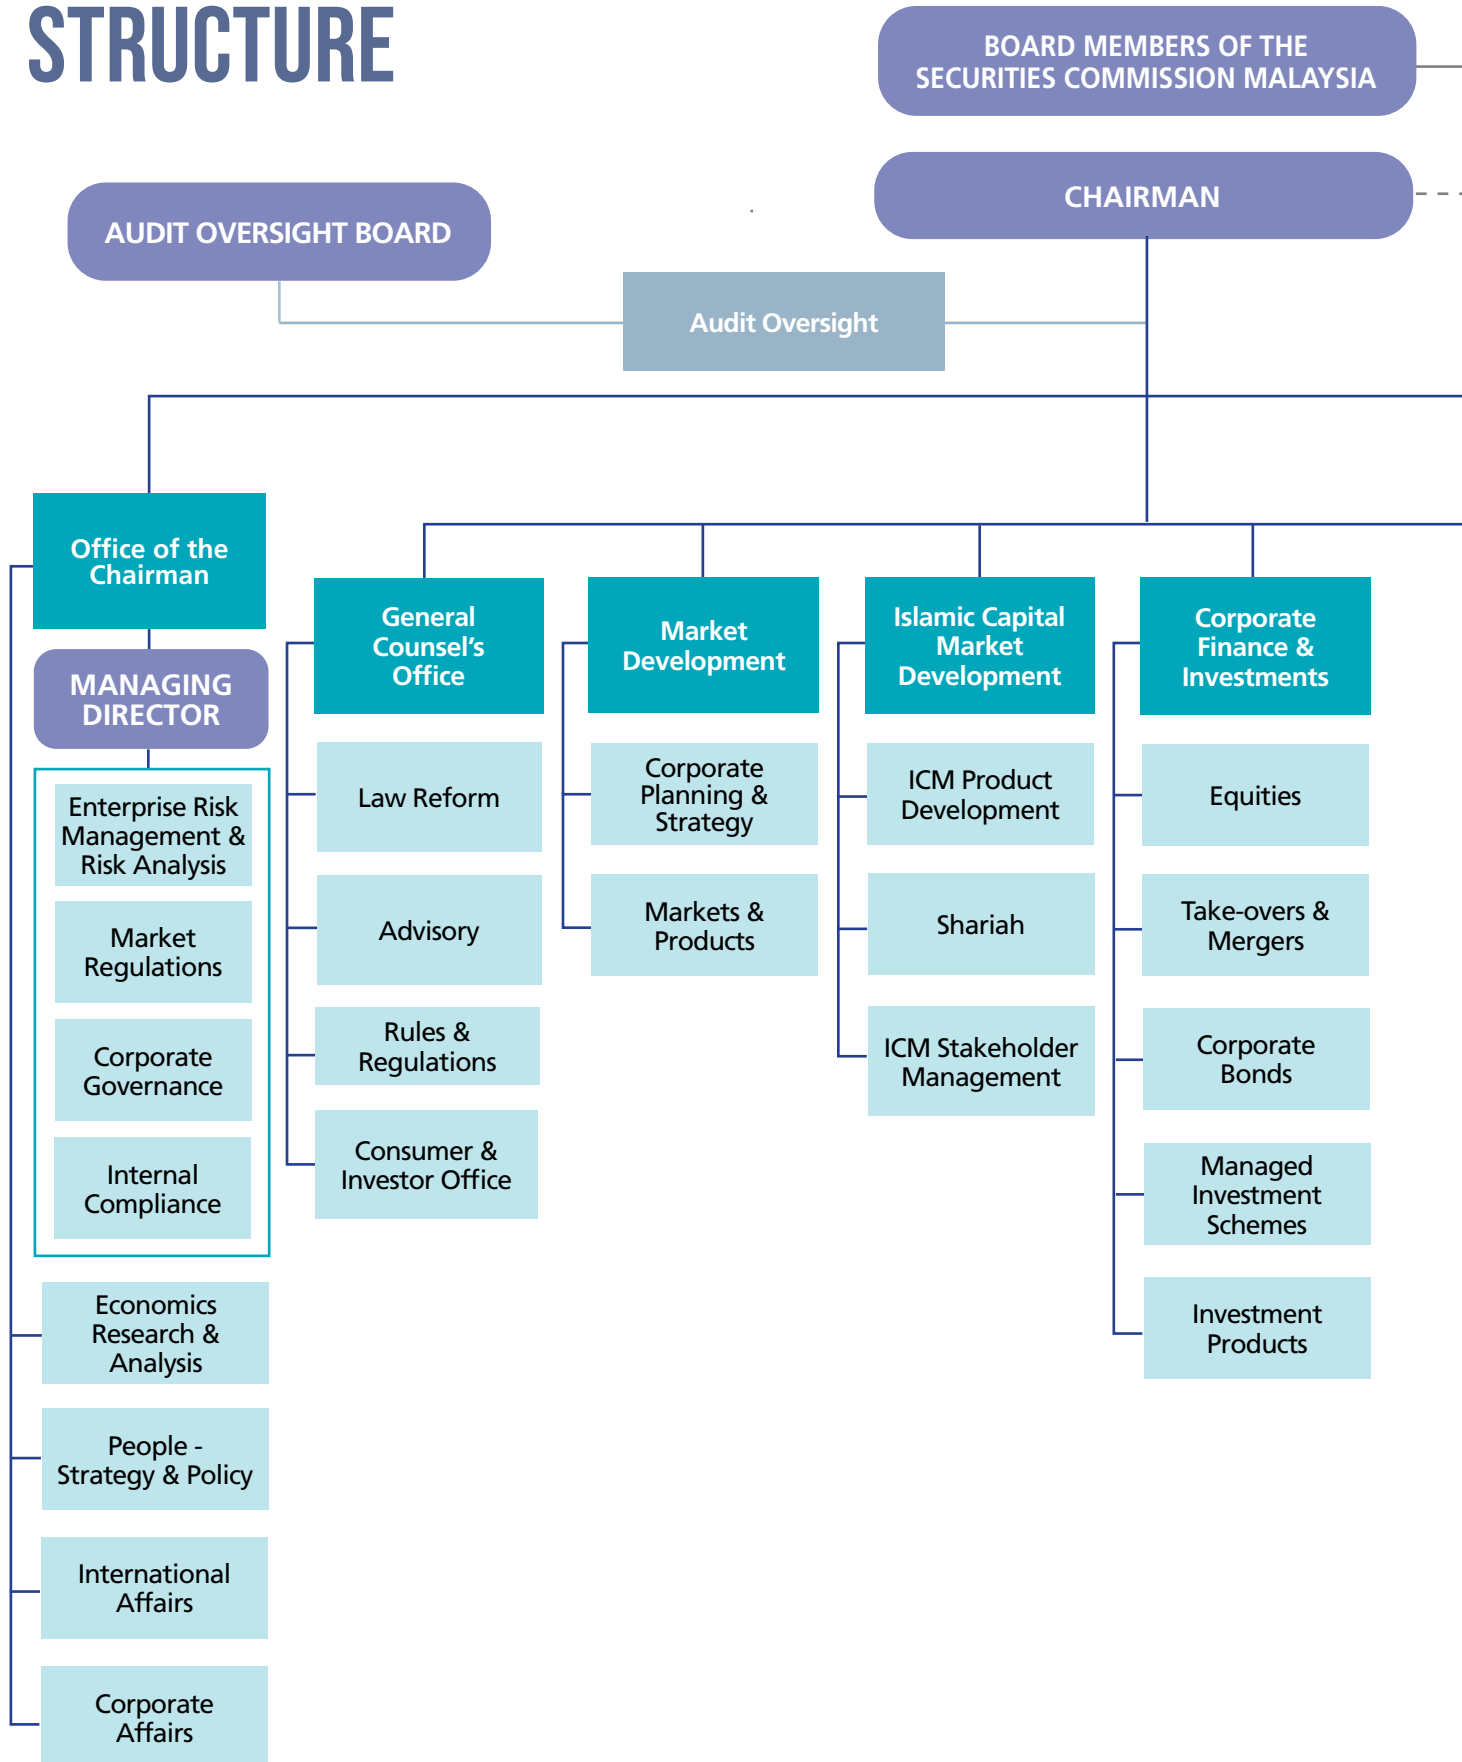 STRUCTURE
BOARD MEMBERS OF THE
SECURITIES COMMISSION MALAYSIA
CHAIRMAN
AUDIT OVERSIGHT BOARD
Audit Oversight
Office of the
Chairman
MANAGING
DIRECTOR
Enterprise Risk
Management &
Risk Analysis
Market
Regulations
Corporate
Governance
Internal
Compliance
Economics
Research &
Analysis
People -
Strategy & Policy
International
Affairs
Corporate
Affairs
General
Counsel's
Office
Law Reform
Advisory
Rules &
Regulations
Consumer &
Investor Office
Market
Development
Corporate
Planning &
Strategy
Markets &
Products
Islamic Capital
Market
Development
ICM Product
Development
Shariah
ICM Stakeholder
Management
Corporate
Finance &
Investments
Equities
Take-overs &
Mergers
Corporate
Bonds
Managed
Investment
Schemes
Investment
Products